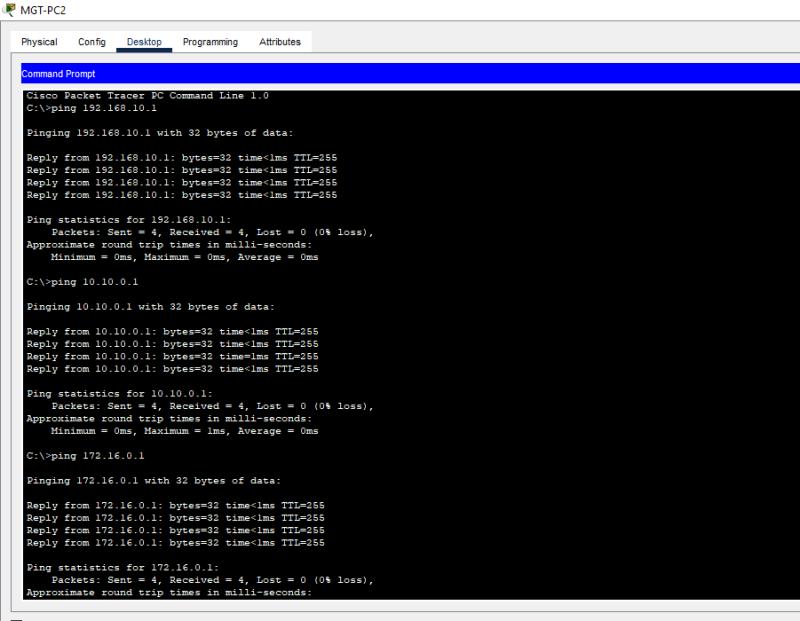 MGT-PC2
Physical Config Desktop Programming Attributes
Command Prompt
Cisco Packet Tracer PC Command Line 1.0
C:\>ping 192.168.10.1
Pinging 192.168.10.1 with 32 bytes of data:
Reply from 192.168.10.1: bytes=32 time<1ms TTL=255
Reply from 192.168.10.1: bytes=32 time<1ms TTL=255
Reply from 192.168.10.1: bytes=32 time<1ms TTL=255
Reply from 192.168.10.1: bytes=32 time<1ms TTL=255
Ping statistics for 192.168.10.1:
Packets: Sent = 4, Received = 4, Lost = 0 (0% loss),
Approximate round trip times in milli-seconds:
Minimum = 0ms, Maximum = 0ms, Average = 0ms
C:\>ping 10.10.0.1
Pinging 10.10.0.1 with 32 bytes of data:
Reply from 10.10.0.1: bytes=32 time<1ms TTL=255
Reply from 10.10.0.1: bytes=32 time<1ms TTL=255
Reply from 10.10.0.1: bytes=32 time=1ms TTL=255
Reply from 10.10.0.1: bytes=32 time<1ms TTL=255
Ping statistics for 10.10.0.1:
Packets: Sent = 4, Received = 4, Lost = 0 (0% loss),
Approximate round trip times in milli-seconds:
Minimum = 0ms, Maximum = 1ms, Average = 0ms
C:\>ping 172.16.0.1
Pinging 172.16.0.1 with 32 bytes of data:
Reply from 172.16.0.1: bytes=32 time<1ms TTL=255
Reply from 172.16.0.1: bytes=32 time<1ms TTL=255
Reply from 172.16.0.1: bytes=32 time<1ms TTL=255
Reply from 172.16.0.1: bytes=32 time<1ms TTL=255
Ping statistics for 172.16.0.1:
Packets: Sent = 4, Received = 4, Lost = 0 (0% loss),
Approximate round trip times in milli-seconds: